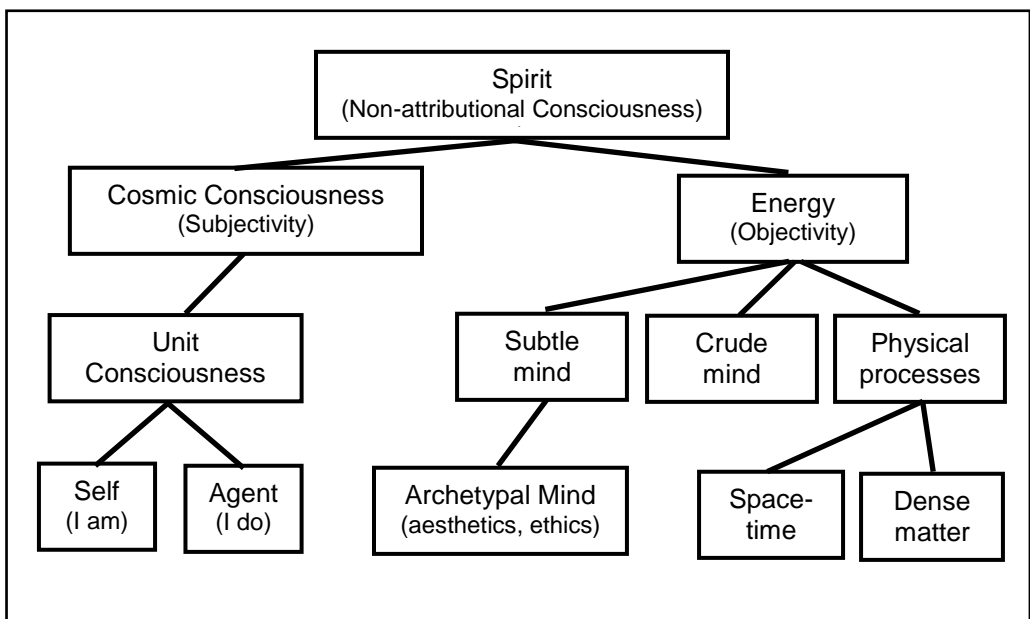 Spirit
(Non-attributional Consciousness)
Cosmic Consciousness
(Subjectivity)
Energy
(Objectivity)
Unit
Consciousness
Subtle
mind
Crude
mind
Physical
processes
Self
(I am)
Agent
(I do)
Archetypal Mind
(aesthetics, ethics)
Space-
time
Dense
matter